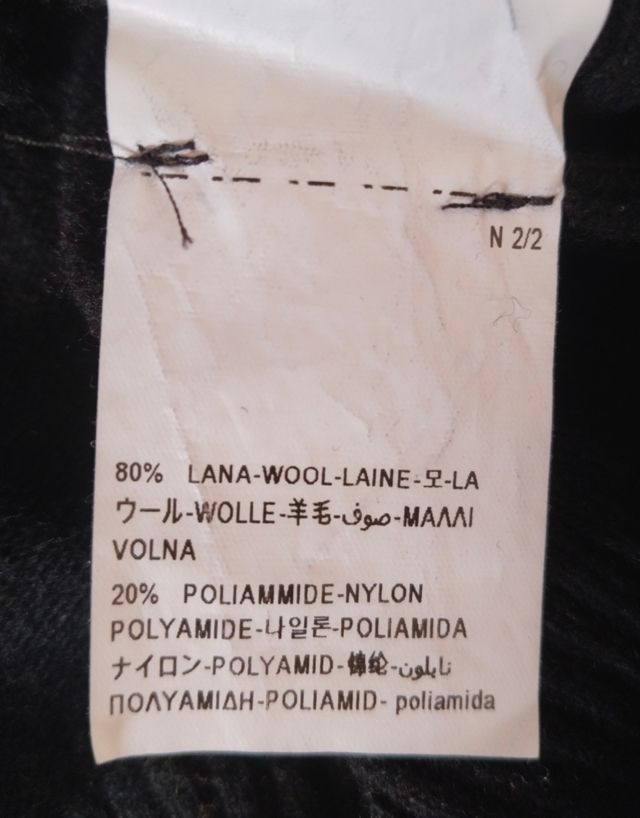 N 2/2
80% LANA-WOOL-LAINE-모-LA
ウール-WOLLE-羊毛-صوف-ΜΑΛΛΙ
VOLNA
20% POLIAMMIDE-NYLON
POLYAMIDE-나일론-POLIAMIDA
ナイロン-POLYAMID-锦纶-نايلون
ΠΟΛΥΑΜΙΔΗ-POLIAMID- poliamida